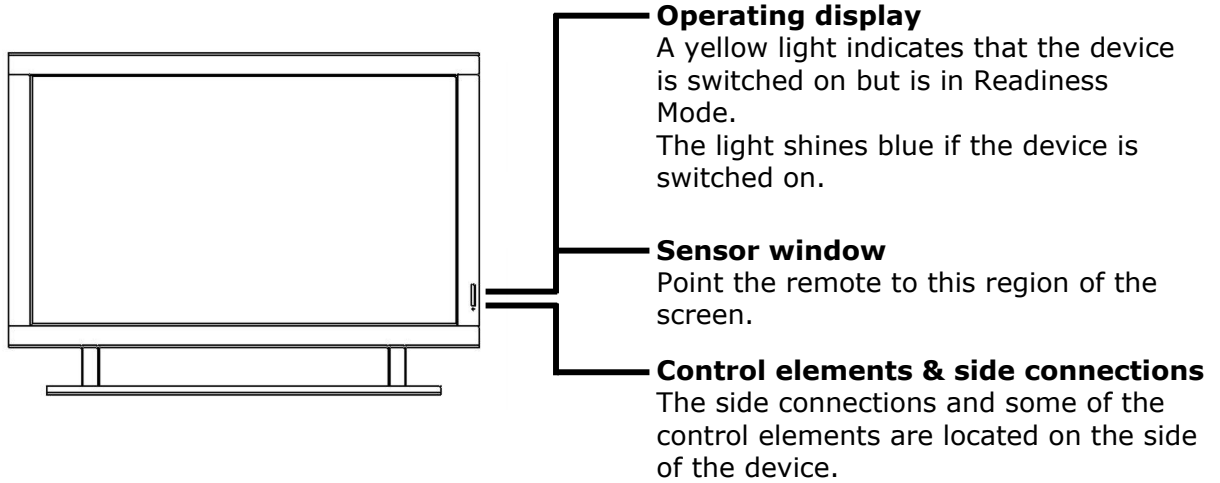 Operating display
A yellow light indicates that the device
is switched on but is in Readiness
Mode.
The light shines blue if the device is
switched on.
Sensor window
Point the remote to this region of the
screen.
Control elements & side connections
The side connections and some of the
control elements are located on the side
of the device.